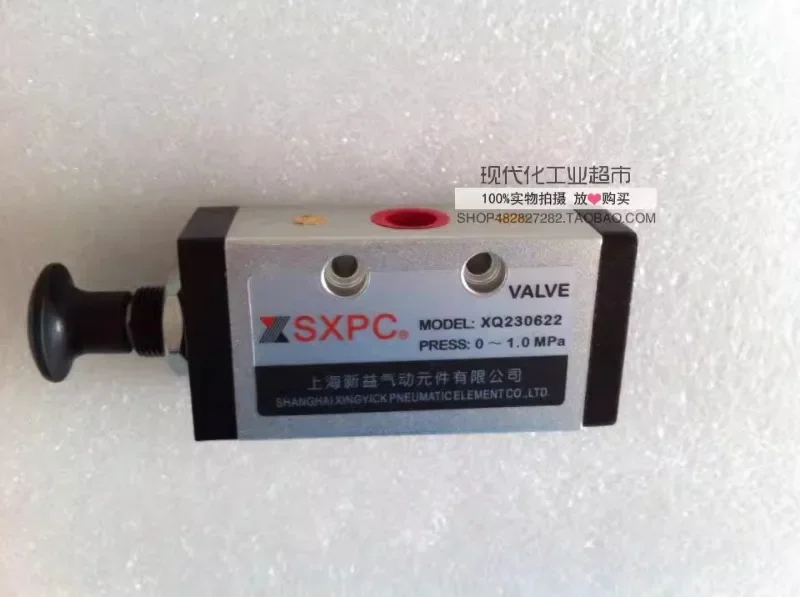 现代化工业超市
100%实物拍摄 放❤购买
SHOP482827282.TAOBAO.COM
VALVE
SXPC®
MODEL: XQ230622
PRESS: 0～1.0 MPa
上海新益气动元件有限公司
SHANGHAI XINGYICK PNEUMATIC ELEMENT CO., LTD.